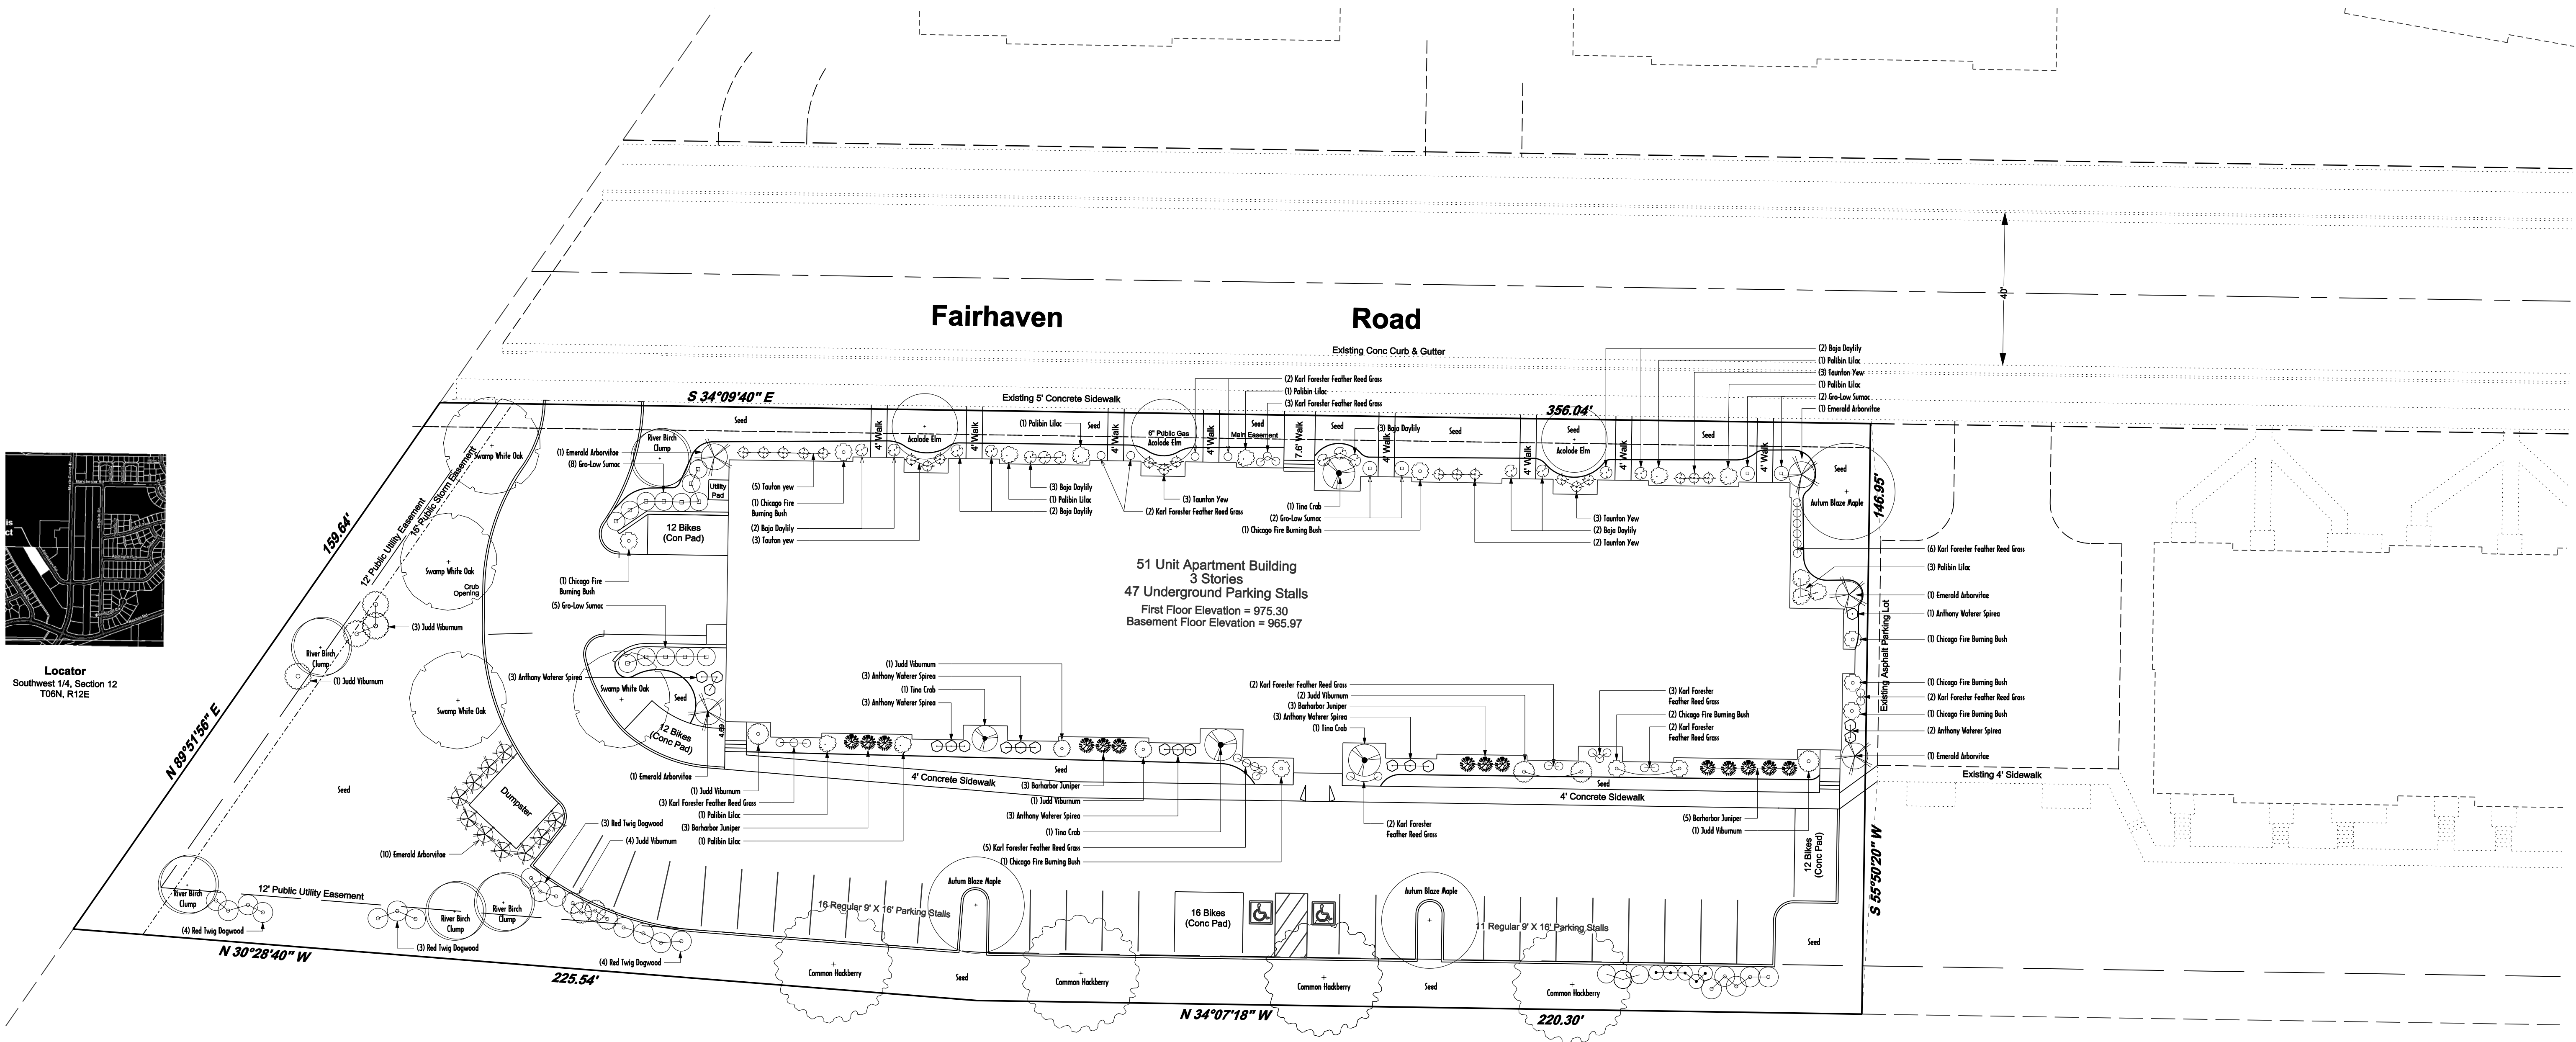 Fairhaven Road
40'
Existing Conc Curb & Gutter
S 34°09'40" E
Existing 5' Concrete Sidewalk
356.04'
(2) Baja Daylily
(1) Palibin Lilac
(3) Taunton Yew
(1) Palibin Lilac
(2) Gro-Low Sumac
(1) Emerald Arborvitae
(2) Karl Forester Feather Reed Grass
(1) Palibin Lilac
(3) Karl Forester Feather Reed Grass
Seed
Seed
Seed
Seed
Seed
Seed
Seed
Seed
River Birch
Clump
Acolode Elm
(1) Palibin Lilac
6" Public Gas
Main Easement
Acolode Elm
(3) Baja Daylily
Acolode Elm
4' Walk
4' Walk
4' Walk
4' Walk
7.6' Walk
4' Walk
4' Walk
4' Walk
4' Walk
Swamp White Oak
(1) Emerald Arborvitae
(8) Gro-Low Sumac
Utility
Pad
(5) Tauton yew
(1) Chicago Fire
Burning Bush
(2) Baja Daylily
(3) Tauton yew
(3) Baja Daylily
(1) Palibin Lilac
(2) Baja Daylily
(3) Taunton Yew
(2) Karl Forester Feather Reed Grass
(1) Tina Crab
(2) Gro-Low Sumac
(1) Chicago Fire Burning Bush
(3) Taunton Yew
(2) Baja Daylily
(2) Taunton Yew
Autum Blaze Maple
146.95'
12' Public Utility Easement
16' Public Storm Easement
159.64'
N 89°51'56" E
12 Bikes
(Con Pad)
Swamp White Oak
Crub
Opening
(1) Chicago Fire
Burning Bush
(5) Gro-Low Sumac
51 Unit Apartment Building
3 Stories
47 Underground Parking Stalls
First Floor Elevation = 975.30
Basement Floor Elevation = 965.97
(6) Karl Forester Feather Reed Grass
(3) Palibin Lilac
(1) Emerald Arborvitae
(1) Anthony Waterer Spirea
(1) Chicago Fire Burning Bush
(1) Chicago Fire Burning Bush
(2) Karl Forester Feather Reed Grass
(1) Chicago Fire Burning Bush
(2) Anthony Waterer Spirea
(1) Emerald Arborvitae
Existing Asphalt Parking Lot
Existing 4' Sidewalk
is
ct
Locator
Southwest 1/4, Section 12
T06N, R12E
(3) Judd Viburnum
River Birch
Clump
(1) Judd Viburnum
Swamp White Oak
(3) Anthony Waterer Spirea
Swamp White Oak
Seed
12 Bikes
(Conc Pad)
4.69
(1) Judd Viburnum
(3) Anthony Waterer Spirea
(1) Tina Crab
(3) Anthony Waterer Spirea
(2) Karl Forester Feather Reed Grass
(2) Judd Viburnum
(3) Barharbor Juniper
(3) Anthony Waterer Spirea
(1) Tina Crab
(3) Karl Forester
Feather Reed Grass
(2) Chicago Fire Burning Bush
(2) Karl Forester
Feather Reed Grass
Seed
Dumpster
(10) Emerald Arborvitae
(1) Emerald Arborvitae
(1) Judd Viburnum
(3) Karl Forester Feather Reed Grass
(1) Palibin Lilac
(3) Barharbor Juniper
(1) Palibin Lilac
4' Concrete Sidewalk
Seed
(3) Barharbor Juniper
(1) Judd Viburnum
(3) Anthony Waterer Spirea
(1) Tina Crab
(5) Karl Forester Feather Reed Grass
(1) Chicago Fire Burning Bush
Seed
4' Concrete Sidewalk
(2) Karl Forester
Feather Reed Grass
(5) Barharbor Juniper
(1) Judd Viburnum
12 Bikes
(Conc Pad)
S 55°50'20" W
(3) Red Twig Dogwood
(4) Judd Viburnum
River Birch
Clump
12' Public Utility Easement
River Birch
Clump
River Birch
Clump
(4) Red Twig Dogwood
(3) Red Twig Dogwood
(4) Red Twig Dogwood
Autum Blaze Maple
16 Regular 9' X 16' Parking Stalls
16 Bikes
(Conc Pad)
Autum Blaze Maple
11 Regular 9' X 16' Parking Stalls
Seed
N 30°28'40" W
225.54'
Common Hackberry
Seed
Common Hackberry
Common Hackberry
Seed
Common Hackberry
N 34°07'18" W
220.30'